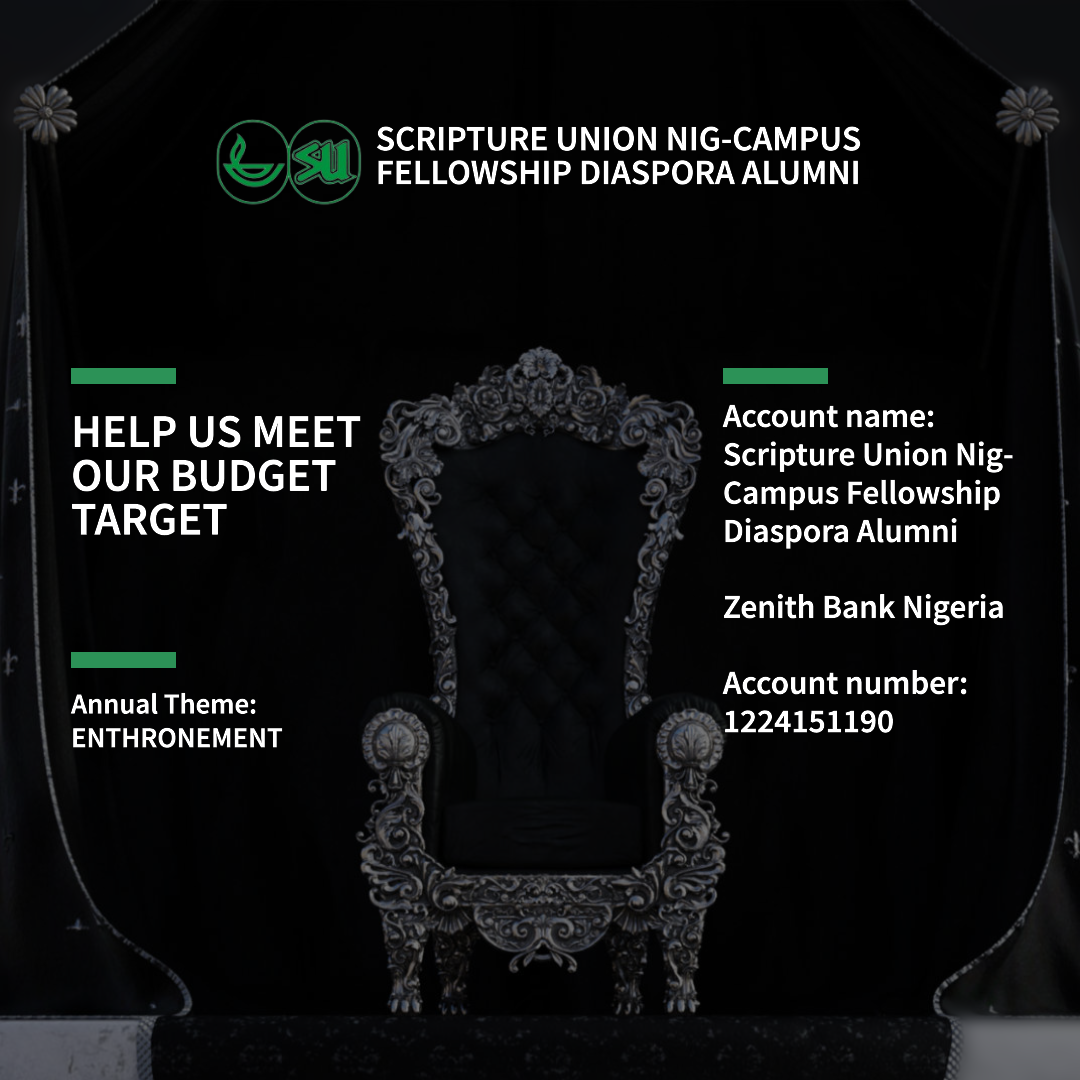 SU
SCRIPTURE UNION NIG-CAMPUS
FELLOWSHIP DIASPORA ALUMNI
HELP US MEET
OUR BUDGET
TARGET
Annual Theme:
ENTHRONEMENT
Account name:
Scripture Union Nig-
Campus Fellowship
Diaspora Alumni
Zenith Bank Nigeria
Account number:
1224151190